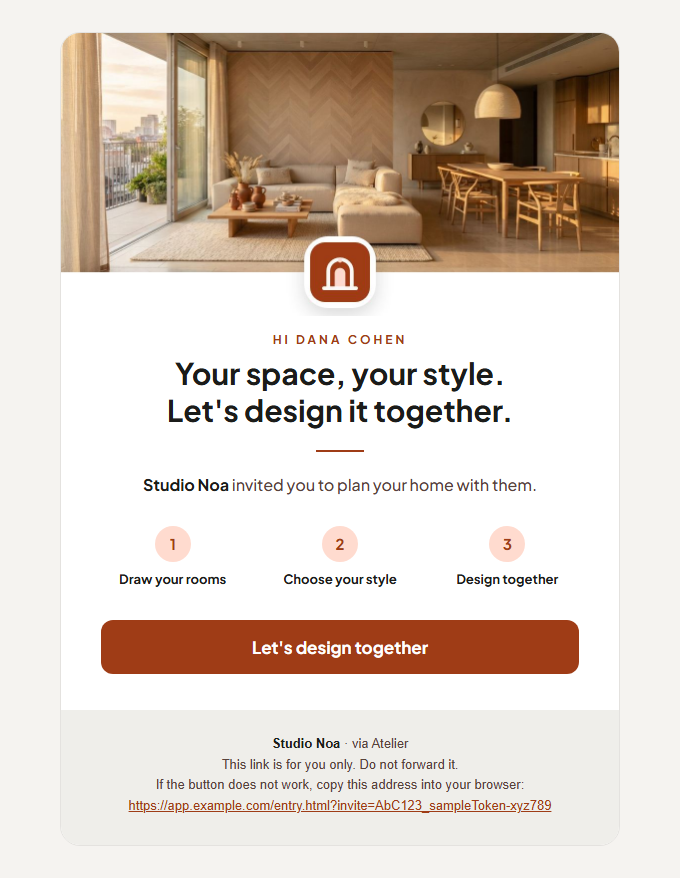 HI DANA COHEN
Your space, your style.
Let's design it together.
Studio Noa invited you to plan your home with them.
1
2
3
Draw your rooms
Choose your style
Design together
Let's design together
Studio Noa · via Atelier
This link is for you only. Do not forward it.
If the button does not work, copy this address into your browser:
https://app.example.com/entry.html?invite=AbC123_sampleToken-xyz789